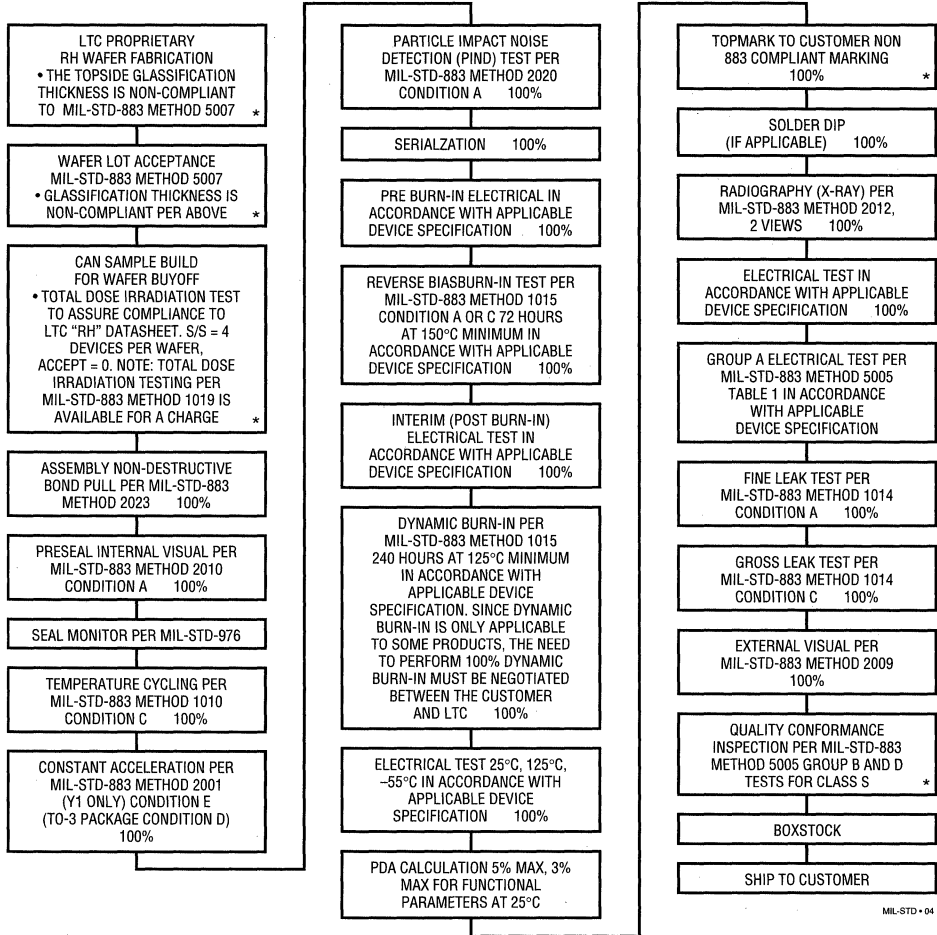 LTC PROPRIETARY
RH WAFER FABRICATION
• THE TOPSIDE GLASSIFICATION
THICKNESS IS NON-COMPLIANT
TO MIL-STD-883 METHOD 5007 *
WAFER LOT ACCEPTANCE
MIL-STD-883 METHOD 5007
• GLASSIFICATION THICKNESS IS
NON-COMPLIANT PER ABOVE *
CAN SAMPLE BUILD
FOR WAFER BUYOFF
• TOTAL DOSE IRRADIATION TEST
TO ASSURE COMPLIANCE TO
LTC “RH” DATASHEET. S/S = 4
DEVICES PER WAFER,
ACCEPT = 0. NOTE: TOTAL DOSE
IRRADIATION TESTING PER
MIL-STD-883 METHOD 1019 IS
AVAILABLE FOR A CHARGE *
ASSEMBLY NON-DESTRUCTIVE
BOND PULL PER MIL-STD-883
METHOD 2023 100%
PRESEAL INTERNAL VISUAL PER
MIL-STD-883 METHOD 2010
CONDITION A 100%
SEAL MONITOR PER MIL-STD-976
TEMPERATURE CYCLING PER
MIL-STD-883 METHOD 1010
CONDITION C 100%
CONSTANT ACCELERATION PER
MIL-STD-883 METHOD 2001
(Y1 ONLY) CONDITION E
(TO-3 PACKAGE CONDITION D)
100%
PARTICLE IMPACT NOISE
DETECTION (PIND) TEST PER
MIL-STD-883 METHOD 2020
CONDITION A 100%
SERIALZATION 100%
PRE BURN-IN ELECTRICAL IN
ACCORDANCE WITH APPLICABLE
DEVICE SPECIFICATION 100%
REVERSE BIASBURN-IN TEST PER
MIL-STD-883 METHOD 1015
CONDITION A OR C 72 HOURS
AT 150°C MINIMUM IN
ACCORDANCE WITH APPLICABLE
DEVICE SPECIFICATION 100%
INTERIM (POST BURN-IN)
ELECTRICAL TEST IN
ACCORDANCE WITH APPLICABLE
DEVICE SPECIFICATION 100%
DYNAMIC BURN-IN PER
MIL-STD-883 METHOD 1015
240 HOURS AT 125°C MINIMUM
IN ACCORDANCE WITH
APPLICABLE DEVICE
SPECIFICATION. SINCE DYNAMIC
BURN-IN IS ONLY APPLICABLE
TO SOME PRODUCTS, THE NEED
TO PERFORM 100% DYNAMIC
BURN-IN MUST BE NEGOTIATED
BETWEEN THE CUSTOMER
AND LTC 100%
ELECTRICAL TEST 25°C, 125°C,
–55°C IN ACCORDANCE WITH
APPLICABLE DEVICE
SPECIFICATION 100%
PDA CALCULATION 5% MAX, 3%
MAX FOR FUNCTIONAL
PARAMETERS AT 25°C
TOPMARK TO CUSTOMER NON
883 COMPLIANT MARKING
100% *
SOLDER DIP
(IF APPLICABLE) 100%
RADIOGRAPHY (X-RAY) PER
MIL-STD-883 METHOD 2012,
2 VIEWS 100%
ELECTRICAL TEST IN
ACCORDANCE WITH APPLICABLE
DEVICE SPECIFICATION 100%
GROUP A ELECTRICAL TEST PER
MIL-STD-883 METHOD 5005
TABLE 1 IN ACCORDANCE
WITH APPLICABLE
DEVICE SPECIFICATION
FINE LEAK TEST PER
MIL-STD-883 METHOD 1014
CONDITION A 100%
GROSS LEAK TEST PER
MIL-STD-883 METHOD 1014
CONDITION C 100%
EXTERNAL VISUAL PER
MIL-STD-883 METHOD 2009
100%
QUALITY CONFORMANCE
INSPECTION PER MIL-STD-883
METHOD 5005 GROUP B AND D
TESTS FOR CLASS S *
BOXSTOCK
SHIP TO CUSTOMER
MIL-STD • 04